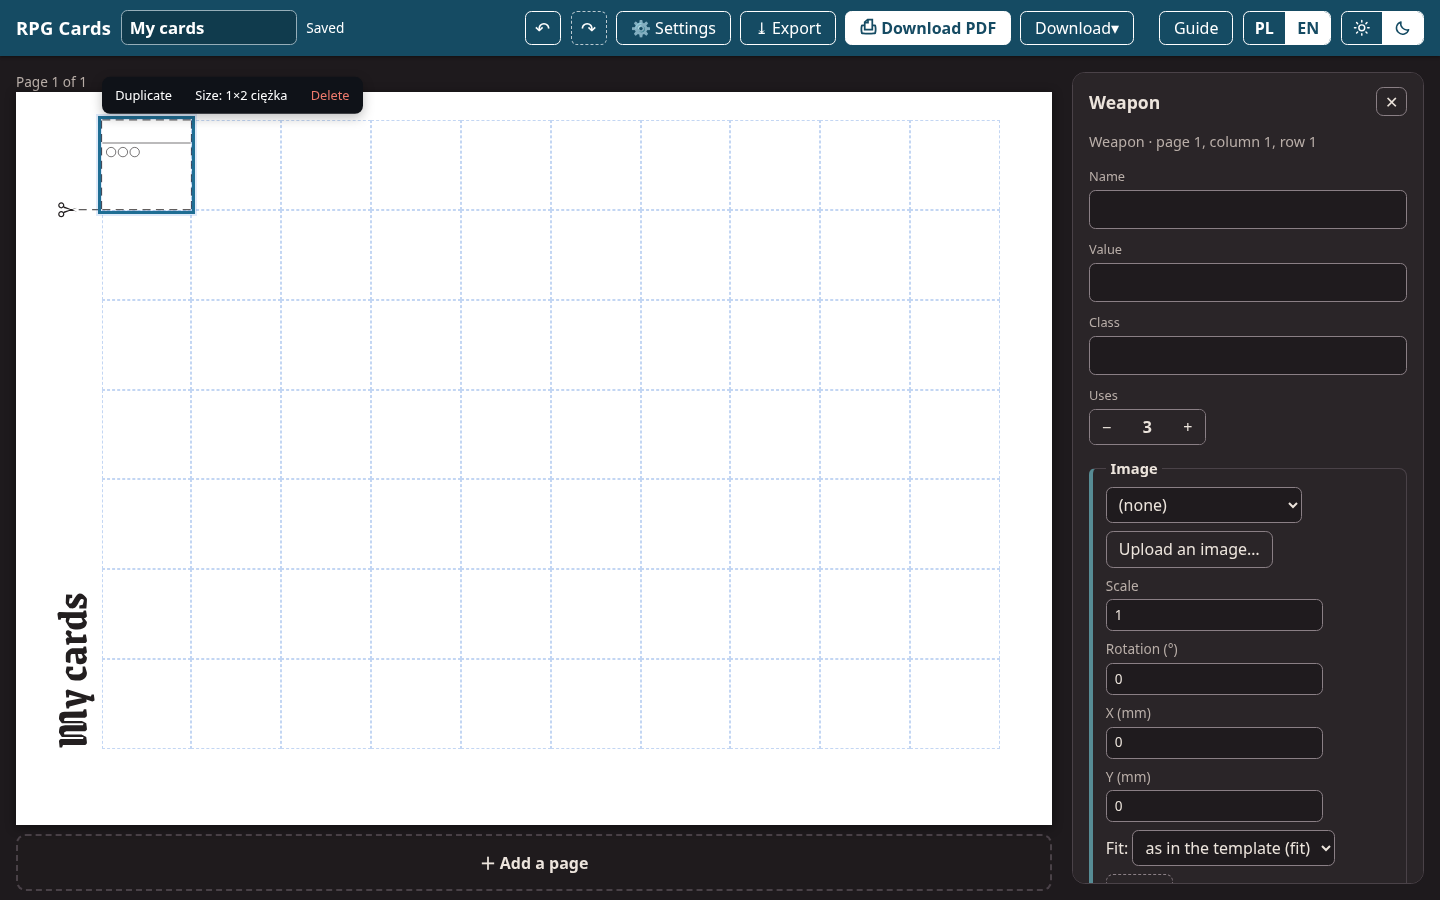 RPG Cards
My cards
Saved
↶
↷
⚙️ Settings
⤓ Export
Download PDF
Download▾
Guide
PL
EN
Page 1 of 1
Duplicate
Size: 1×2 ciężka
Delete
My cards
+ Add a page
Weapon
✕
Weapon · page 1, column 1, row 1
Name
Value
Class
Uses
− 3 +
Image
(none)
Upload an image...
Scale
1
Rotation (°)
0
X (mm)
0
Y (mm)
0
Fit: as in the template (fit)